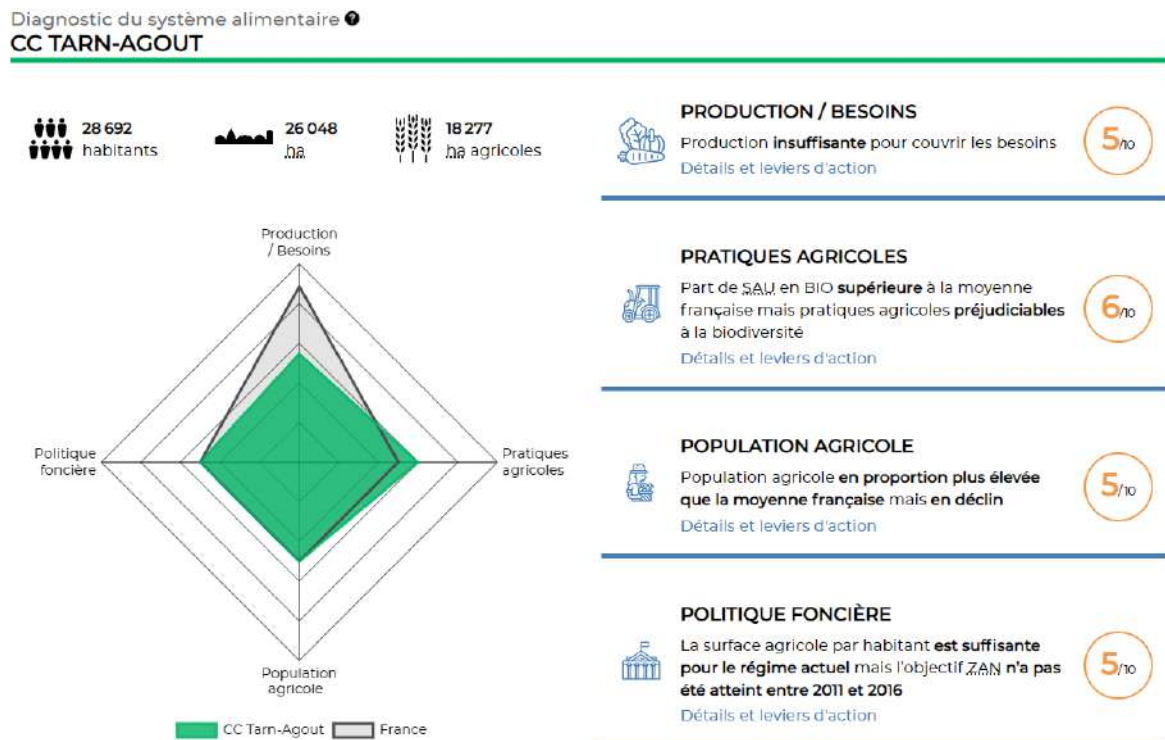 Diagnostic du système alimentaire ?
CC TARN-AGOUT
28 692
habitants
26 048
ha
18 277
ha agricoles
Production
/ Besoins
Politique
foncière
Pratiques
agricoles
Population
agricole
CC Tarn-Agout
France
PRODUCTION / BESOINS
Production insuffisante pour couvrir les besoins
Détails et leviers d'action
5/10
PRATIQUES AGRICOLES
Part de SAU en BIO supérieure à la moyenne
française mais pratiques agricoles préjudiciables
à la biodiversité
Détails et leviers d'action
6/10
POPULATION AGRICOLE
Population agricole en proportion plus élevée
que la moyenne française mais en déclin
Détails et leviers d'action
5/10
POLITIQUE FONCIÈRE
La surface agricole par habitant est suffisante
pour le régime actuel mais l'objectif ZAN n'a pas
été atteint entre 2011 et 2016
Détails et leviers d'action
5/10